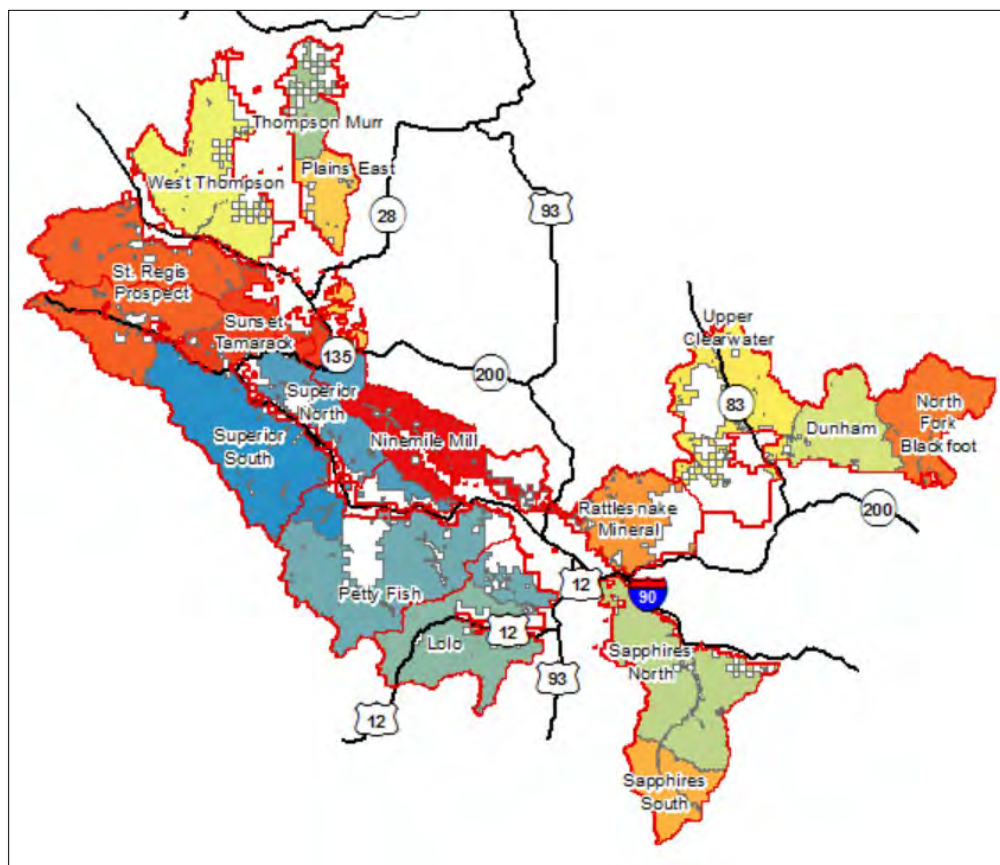 Thompson Murr
Plains East
West Thompson
28
93
St. Regis
Prospect
Sunset
Tamarack
135
200
Upper
Clearwater
83
Superior
North
Superior
South
Ninemile Mill
Dunham
North
Fork
Blackfoot
Rattlesnake
Mineral
200
12
90
Petty Fish
Lolo
12
Sapphires
North
93
12
Sapphires
South